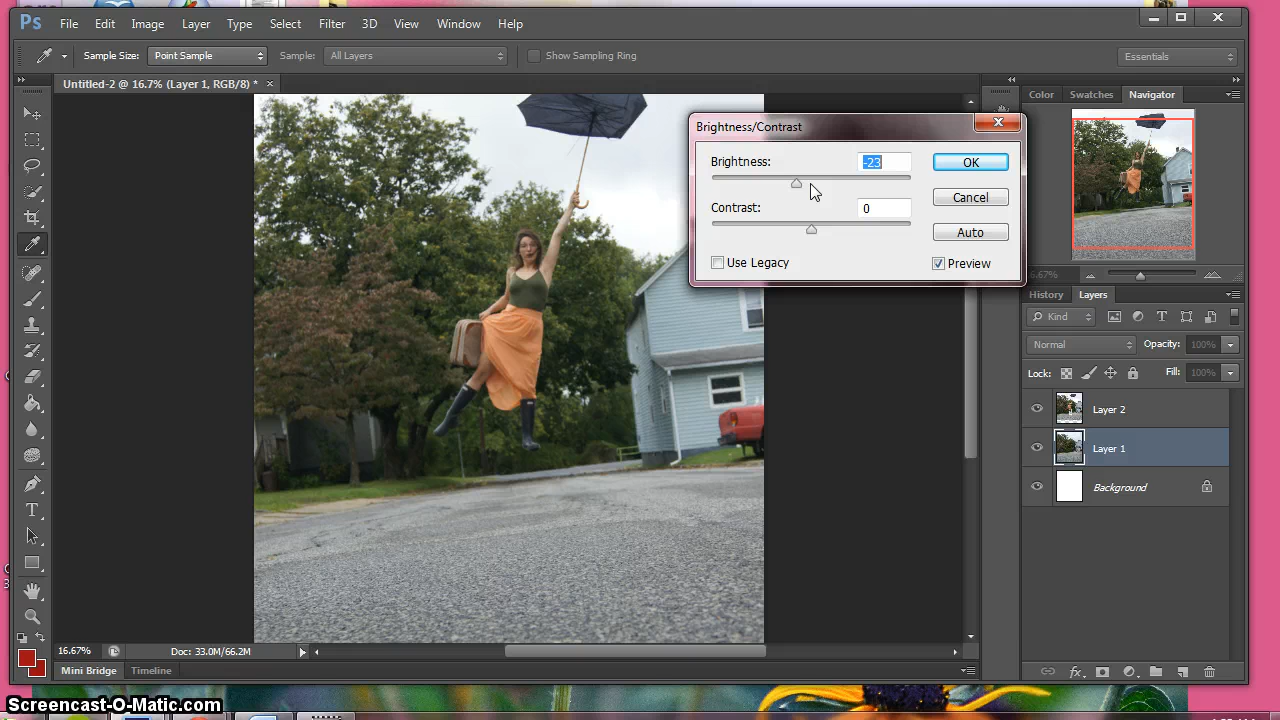 Ps File Edit Image Layer Type Select Filter 3D View Window Help
Sample Size: Point Sample Sample: All Layers Show Sampling Ring Essentials
Untitled-2 @ 16.7% (Layer 1, RGB/8) *
Color Swatches Navigator
Brightness/Contrast
Brightness: -23 OK
Cancel
Contrast: 0
Auto
Use Legacy Preview
6.67%
History Layers
Kind
Normal Opacity: 100%
Lock: Fill: 100%
Layer 2
Layer 1
Background
16.67% Doc: 33.0M/66.2M
Mini Bridge Timeline
fx
Screencast-O-Matic.com